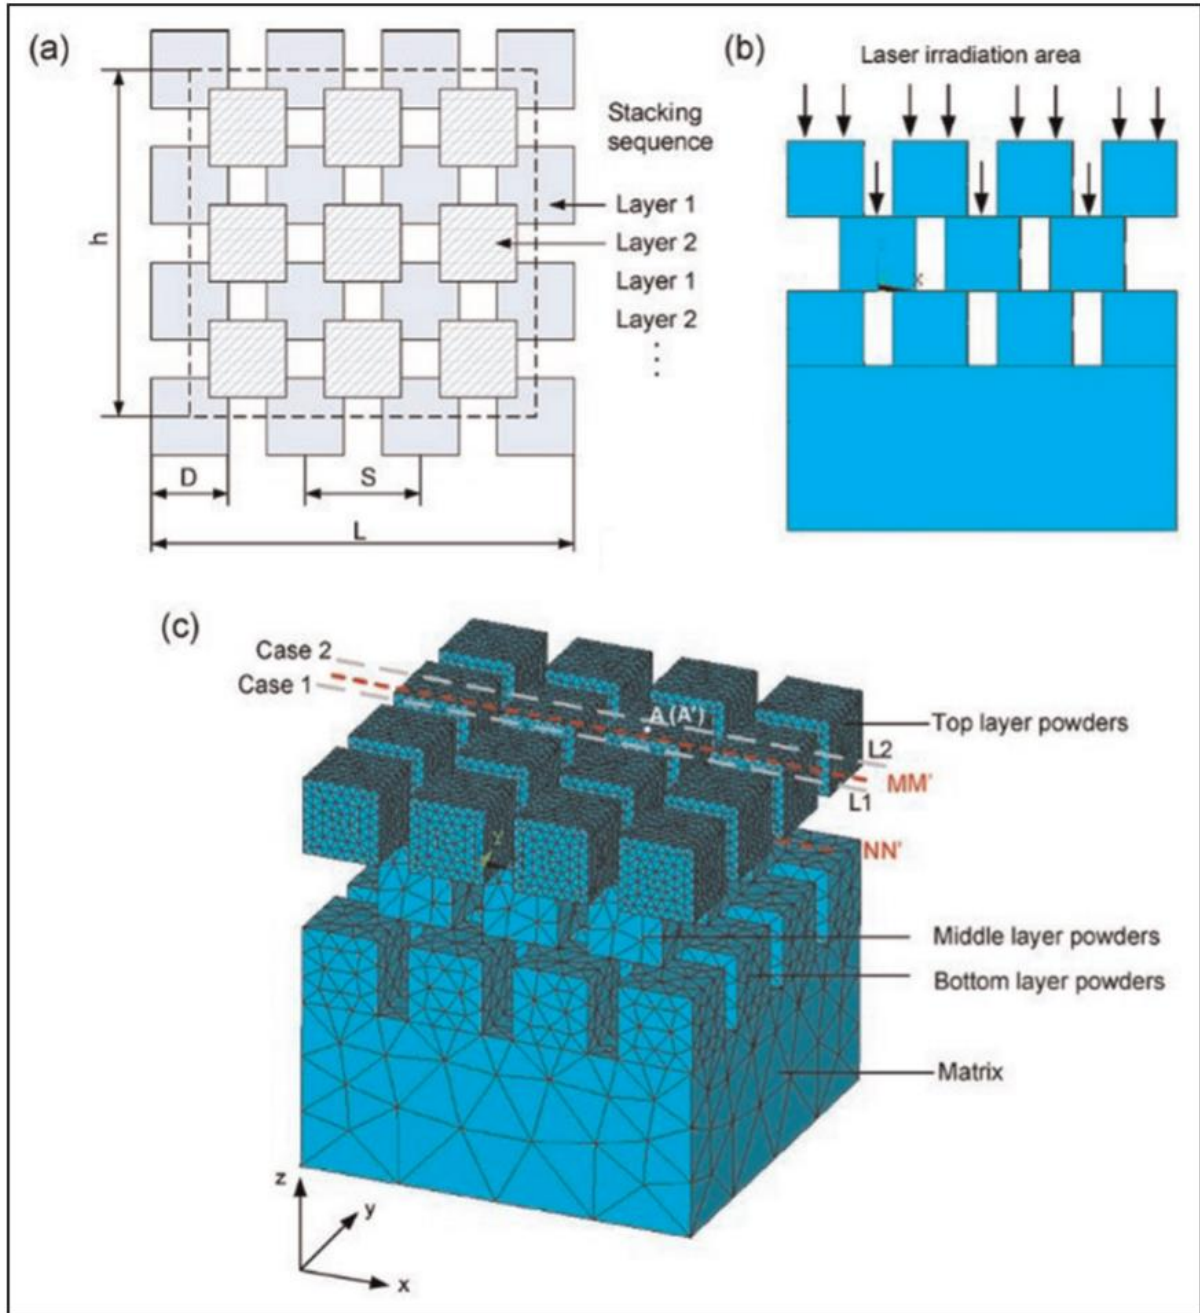 (a)
h
D
S
L
Stacking
sequence
Layer 1
Layer 2
Layer 1
Layer 2
(b)
Laser irradiation area
X
(c)
Case 2
Case 1
A (A')
L2
MM'
L1
NN'
Y
Top layer powders
Middle layer powders
Bottom layer powders
Matrix
z
y
x